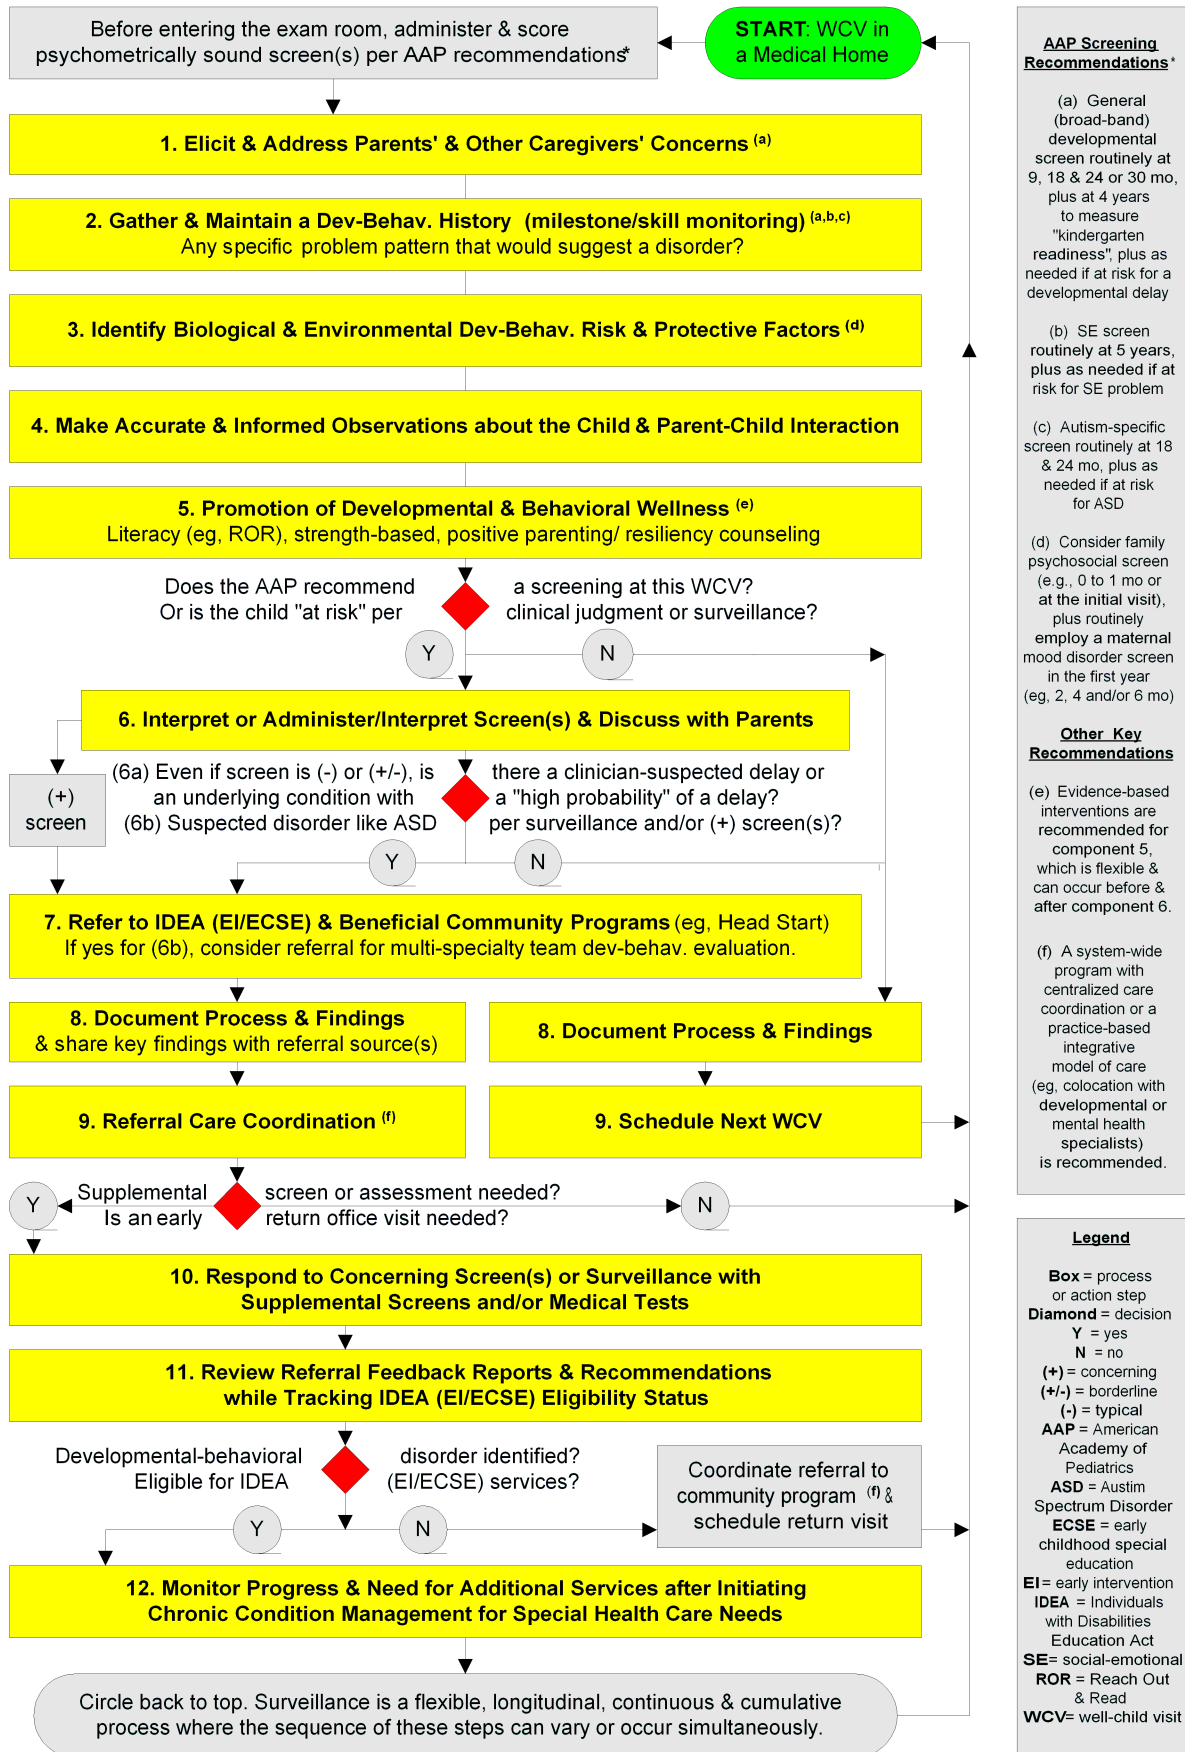 Before entering the exam room, administer & score
psychometrically sound screen(s) per AAP recommendations*
START: WCV in
a Medical Home
1. Elicit & Address Parents' & Other Caregivers' Concerns (a)
2. Gather & Maintain a Dev-Behav. History (milestone/skill monitoring) (a,b,c)
Any specific problem pattern that would suggest a disorder?
3. Identify Biological & Environmental Dev-Behav. Risk & Protective Factors (d)
4. Make Accurate & Informed Observations about the Child & Parent-Child Interaction
5. Promotion of Developmental & Behavioral Wellness (e)
Literacy (eg, ROR), strength-based, positive parenting/ resiliency counseling
Does the AAP recommend a screening at this WCV?
Or is the child "at risk" per clinical judgment or surveillance?
Y
N
6. Interpret or Administer/Interpret Screen(s) & Discuss with Parents
(+)
screen
(6a) Even if screen is (-) or (+/-), is there a clinician-suspected delay or
an underlying condition with a "high probability" of a delay?
(6b) Suspected disorder like ASD per surveillance and/or (+) screen(s)?
Y
N
7. Refer to IDEA (EI/ECSE) & Beneficial Community Programs (eg, Head Start)
If yes for (6b), consider referral for multi-specialty team dev-behav. evaluation.
8. Document Process & Findings
& share key findings with referral source(s)
8. Document Process & Findings
9. Referral Care Coordination (f)
9. Schedule Next WCV
Y
Supplemental screen or assessment needed?
Is an early return office visit needed?
N
10. Respond to Concerning Screen(s) or Surveillance with
Supplemental Screens and/or Medical Tests
11. Review Referral Feedback Reports & Recommendations
while Tracking IDEA (EI/ECSE) Eligibility Status
Developmental-behavioral disorder identified?
Eligible for IDEA (EI/ECSE) services?
Y
N
Coordinate referral to
community program (f) &
schedule return visit
12. Monitor Progress & Need for Additional Services after Initiating
Chronic Condition Management for Special Health Care Needs
Circle back to top. Surveillance is a flexible, longitudinal, continuous & cumulative
process where the sequence of these steps can vary or occur simultaneously.
AAP Screening
Recommendations*
(a) General
(broad-band)
developmental
screen routinely at
9, 18 & 24 or 30 mo,
plus at 4 years
to measure
"kindergarten
readiness", plus as
needed if at risk for a
developmental delay
(b) SE screen
routinely at 5 years,
plus as needed if at
risk for SE problem
(c) Autism-specific
screen routinely at 18
& 24 mo, plus as
needed if at risk
for ASD
(d) Consider family
psychosocial screen
(e.g., 0 to 1 mo or
at the initial visit),
plus routinely
employ a maternal
mood disorder screen
in the first year
(eg, 2, 4 and/or 6 mo)
Other Key
Recommendations
(e) Evidence-based
interventions are
recommended for
component 5,
which is flexible &
can occur before &
after component 6.
(f) A system-wide
program with
centralized care
coordination or a
practice-based
integrative
model of care
(eg, colocation with
developmental or
mental health
specialists)
is recommended.
Legend
Box = process
or action step
Diamond = decision
Y = yes
N = no
(+) = concerning
(+/-) = borderline
(-) = typical
AAP = American
Academy of
Pediatrics
ASD = Austim
Spectrum Disorder
ECSE = early
childhood special
education
EI = early intervention
IDEA = Individuals
with Disabilities
Education Act
SE= social-emotional
ROR = Reach Out
& Read
WCV= well-child visit